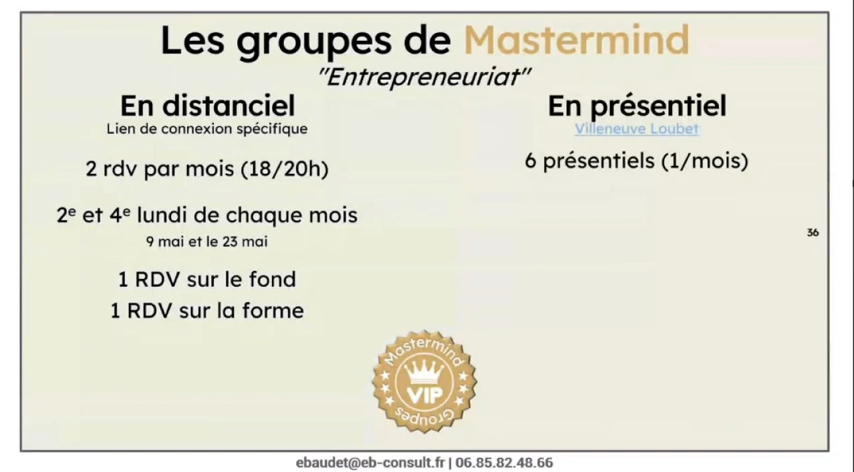 Les groupes de Mastermind
"Entrepreneuriat"
En distanciel
Lien de connexion spécifique
2 rdv par mois (18/20h)
2e et 4e lundi de chaque mois
9 mai et le 23 mai
1 RDV sur le fond
1 RDV sur la forme
En présentiel
Villeneuve Loubet
6 présentiels (1/mois)
36
Mastermind
VIP
Groupes
ebaudet@eb-consult.fr | 06.85.82.48.66